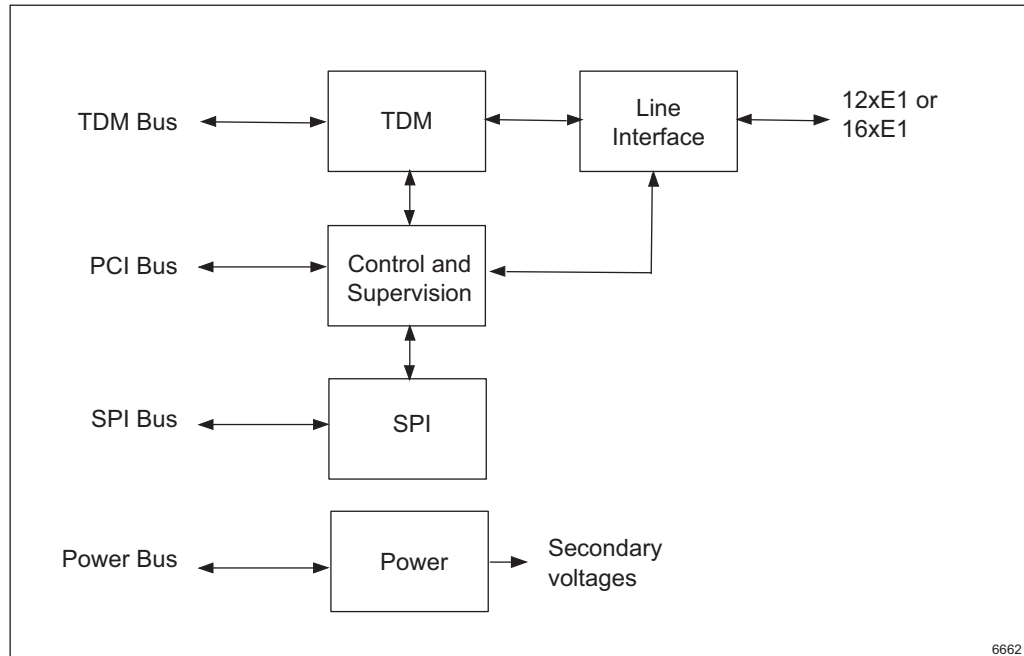 TDM Bus
TDM
Line
Interface
12xE1 or
16xE1
PCI Bus
Control and
Supervision
SPI Bus
SPI
Power Bus
Power
Secondary
voltages
6662